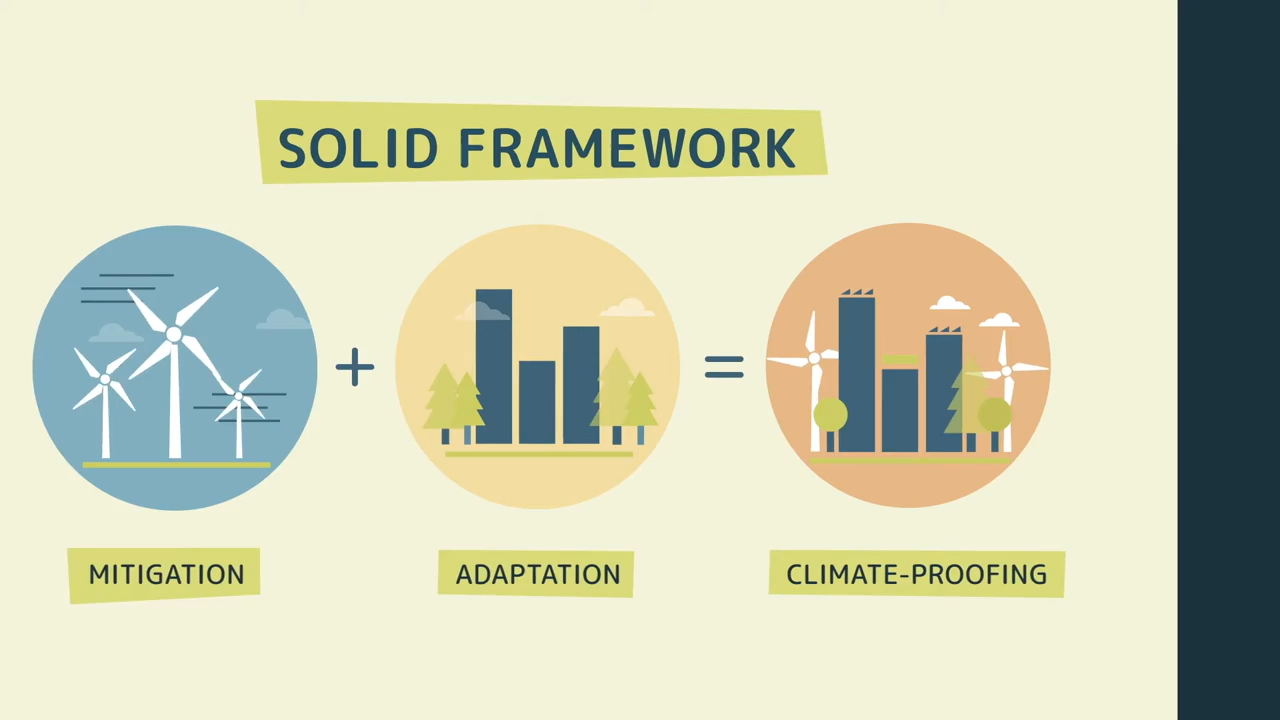 SOLID FRAMEWORK
+
=
MITIGATION
ADAPTATION
CLIMATE-PROOFING